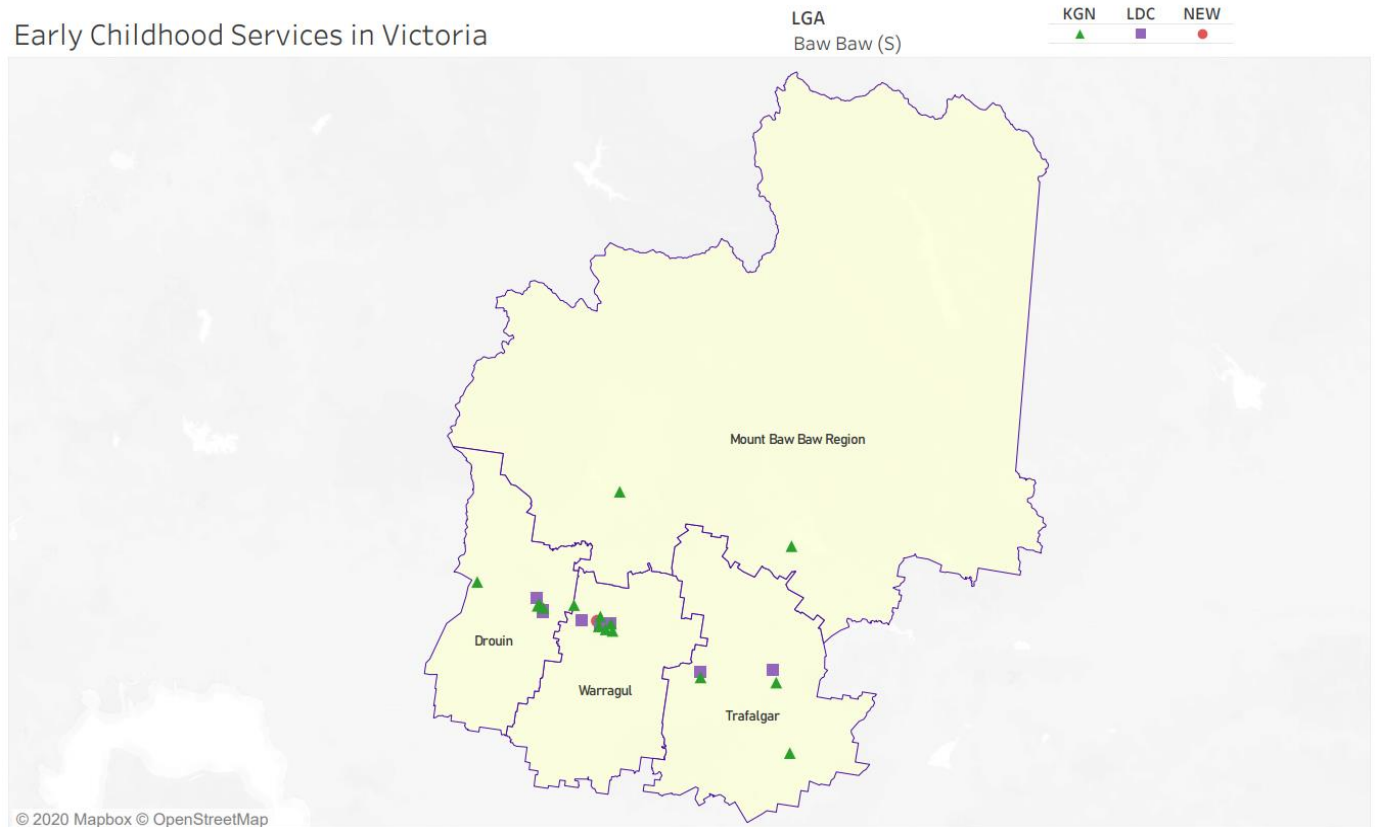 Early Childhood Services in Victoria
LGA
Baw Baw (S)
KGN LDC NEW
Mount Baw Baw Region
Drouin
Warragul
Trafalgar
© 2020 Mapbox © OpenStreetMap